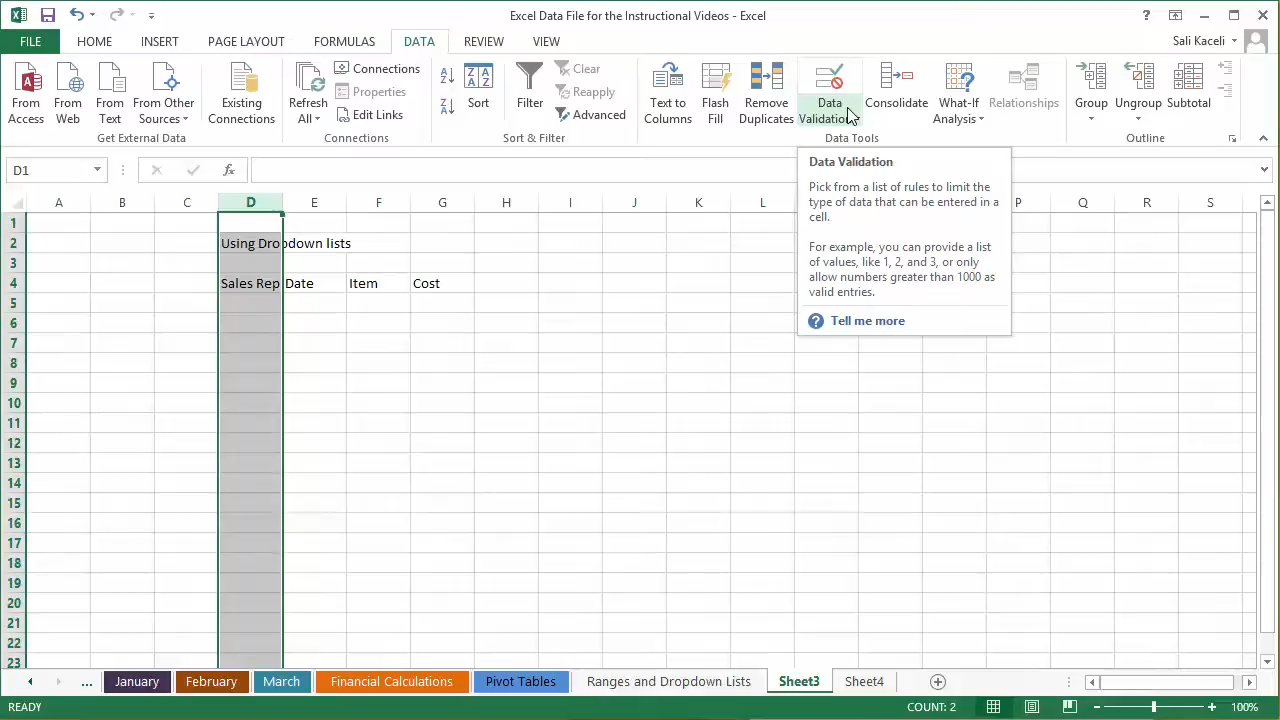 Excel Data File for the Instructional Videos - Excel
?
FILE
HOME
INSERT
PAGE LAYOUT
FORMULAS
DATA
REVIEW
VIEW
Sali Kaceli
From
Access
From
Web
From
Text
From Other
Sources
Existing
Connections
Get External Data
Refresh
All
Connections
Properties
Edit Links
Connections
Sort
Filter
Clear
Reapply
Advanced
Sort & Filter
Text to
Columns
Flash
Fill
Remove
Duplicates
Data
Validation
Consolidate
What-If
Analysis
Relationships
Data Tools
Group
Ungroup
Subtotal
Outline
D1
fx
Data Validation
Pick from a list of rules to limit the
type of data that can be entered in a
cell.
For example, you can provide a list
of values, like 1, 2, and 3, or only
allow numbers greater than 1000 as
valid entries.
? Tell me more
A B C D E F G H I J K L P Q R S
1
2 Using Dropdown lists
3
4 Sales Rep Date Item Cost
5
6
7
8
9
10
11
12
13
14
15
16
17
18
19
20
21
22
23
... January February March Financial Calculations Pivot Tables Ranges and Dropdown Lists Sheet3 Sheet4
READY
COUNT: 2
100%